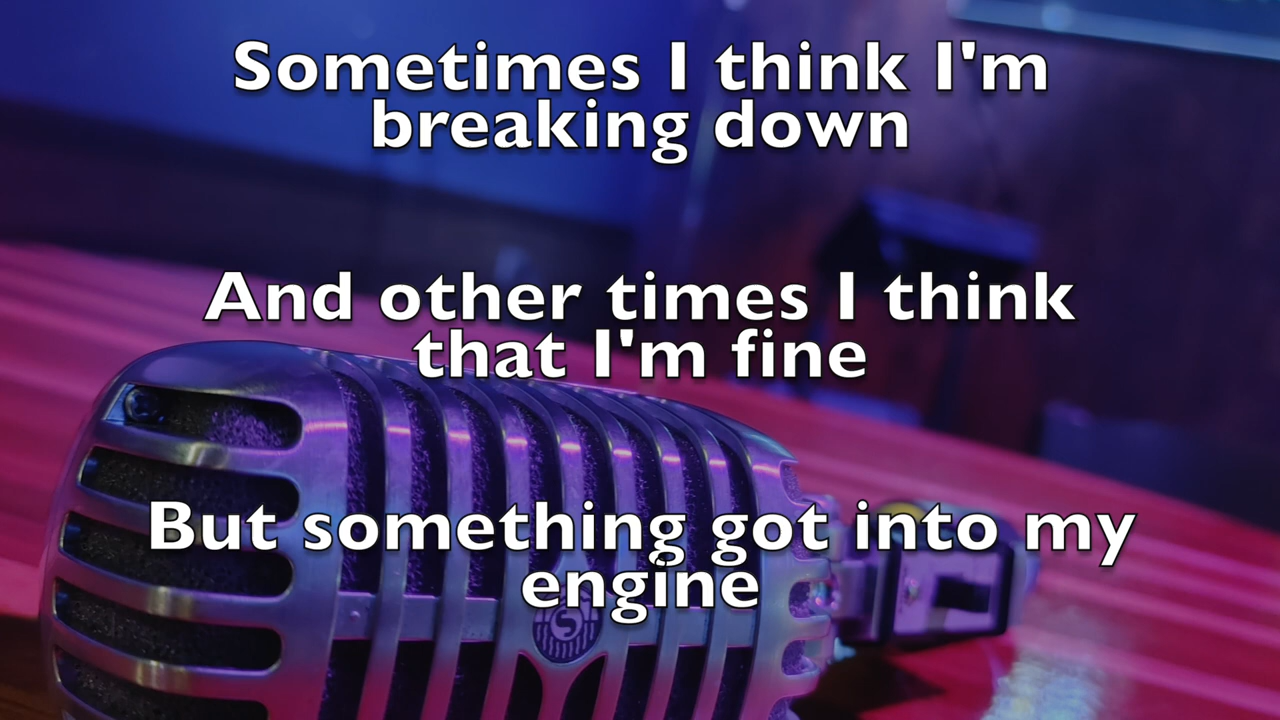 Sometimes I think I'm
breaking down
And other times I think
that I'm fine
But something got into my
engine